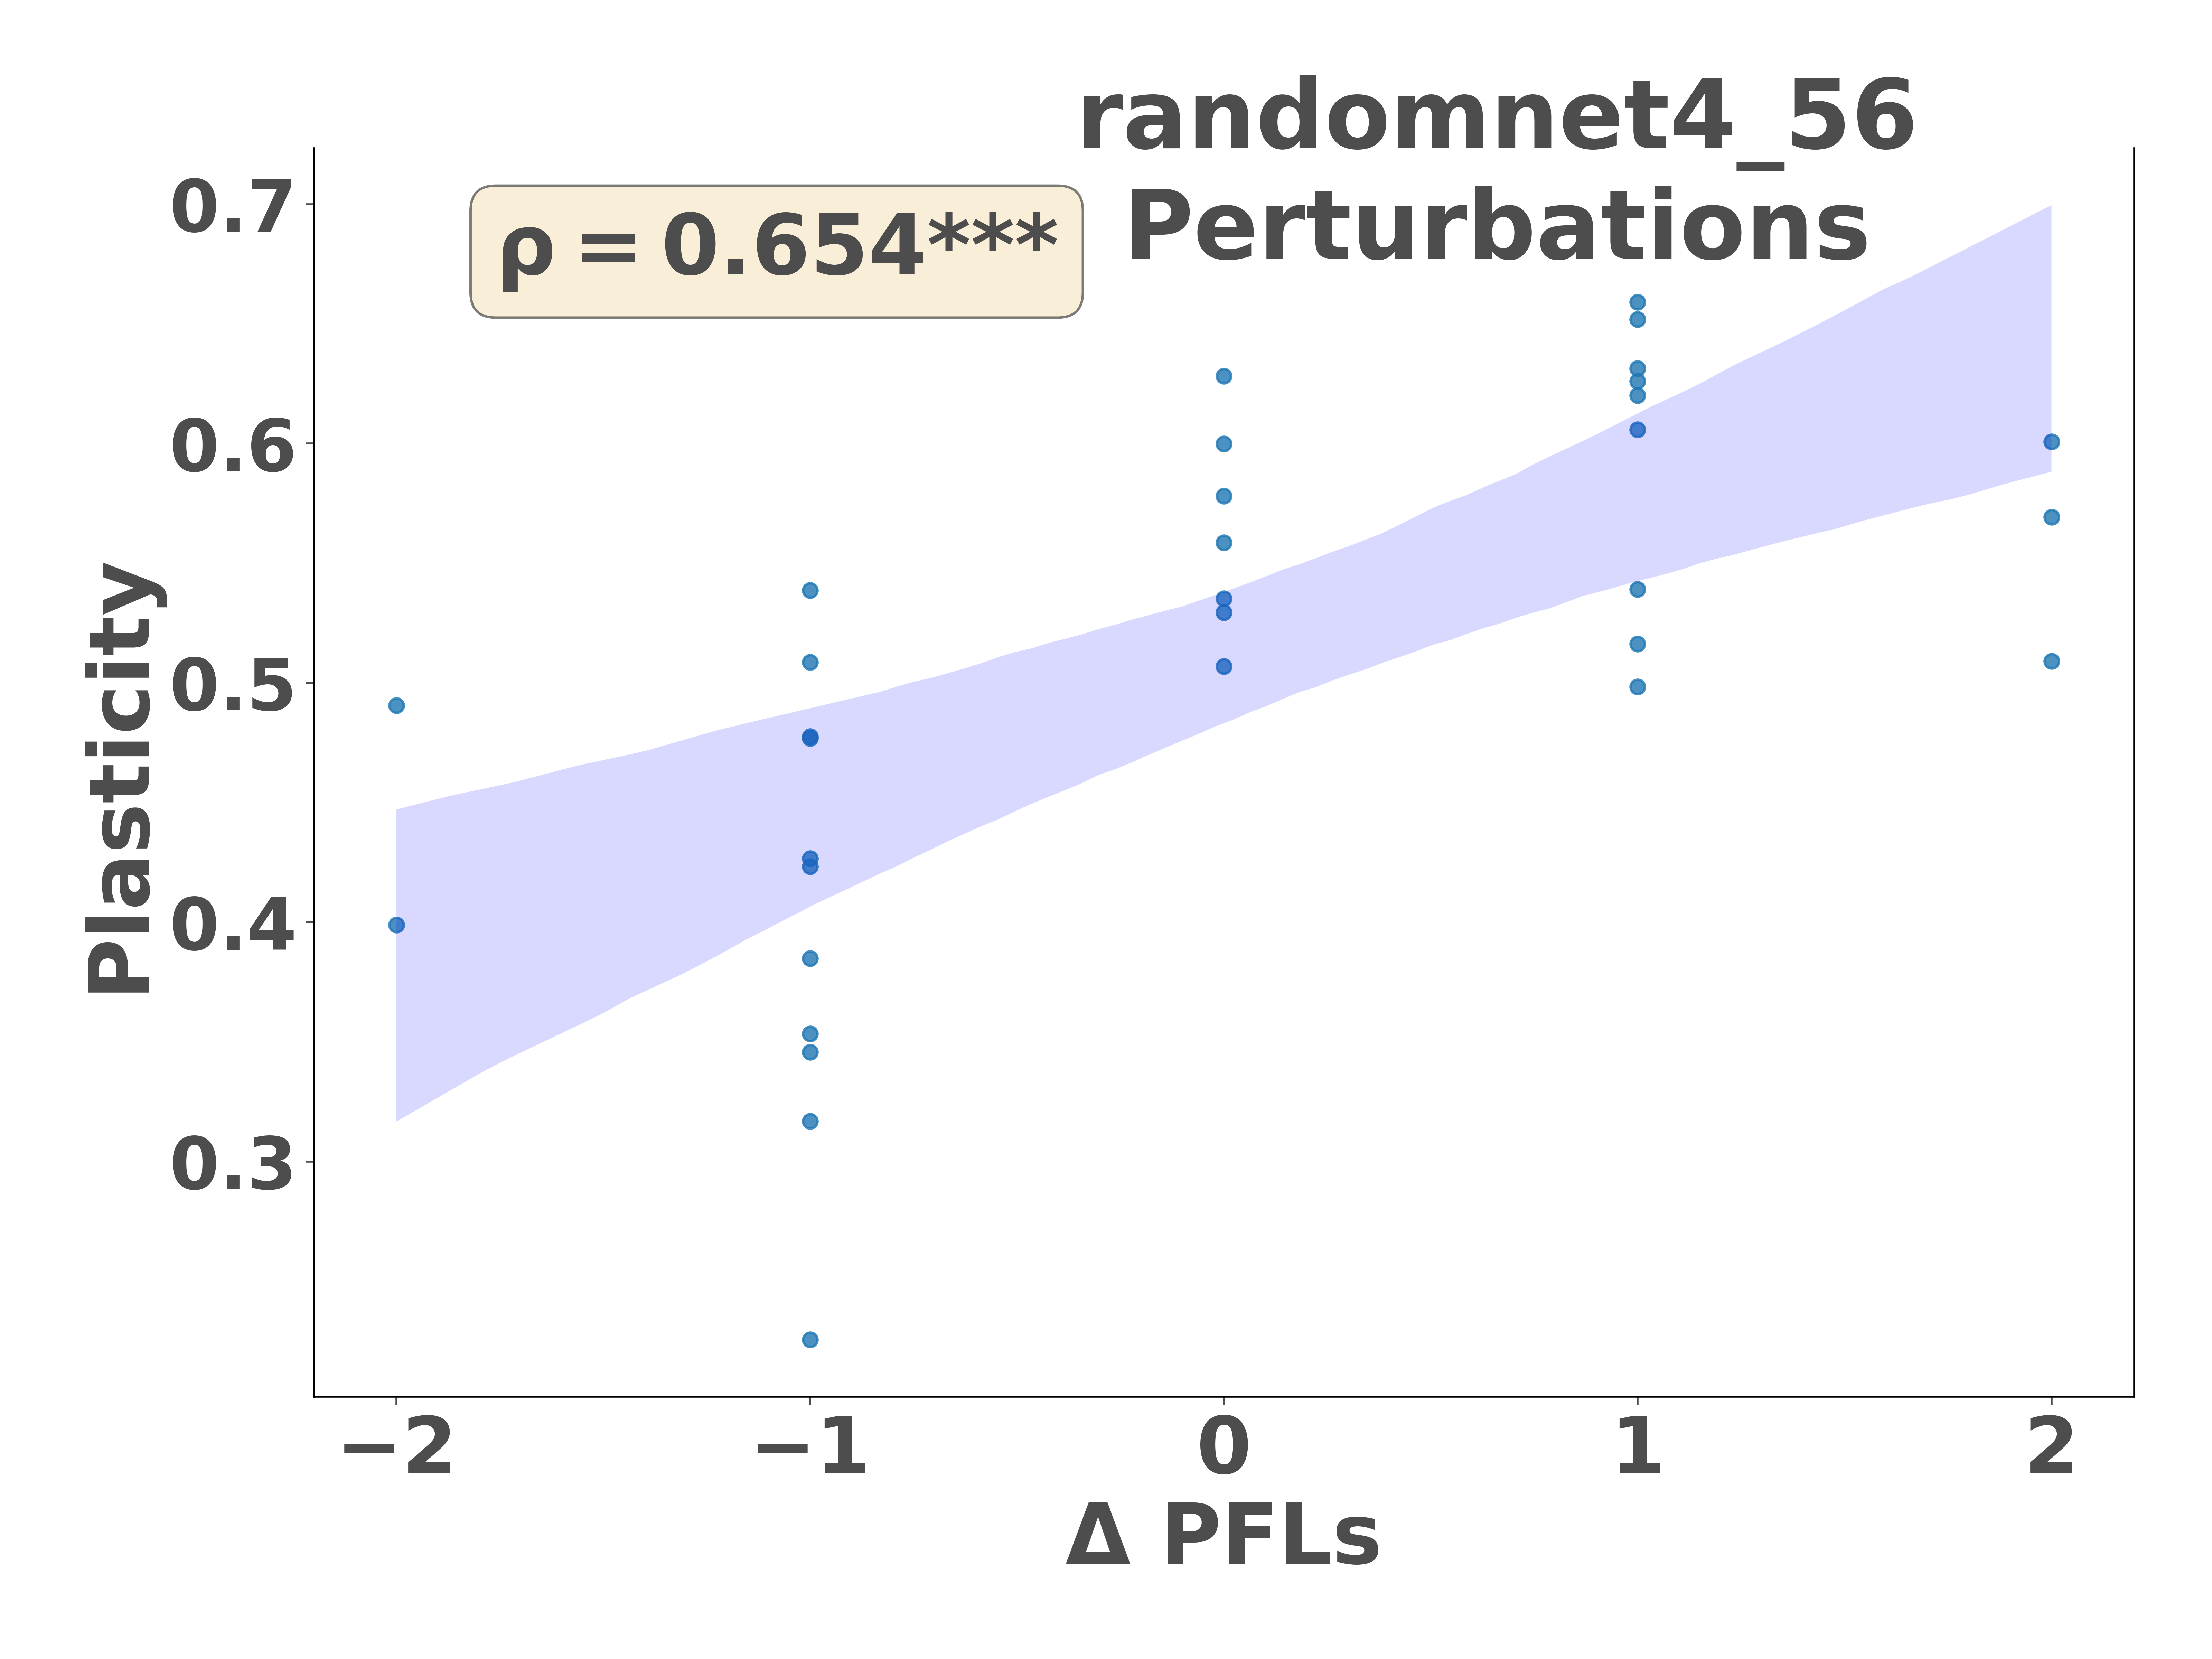 randomnet4_56
Perturbations
ρ = 0.654***
Plasticity
0.7
0.6
0.5
0.4
0.3
−2 −1 0 1 2
Δ PFLs